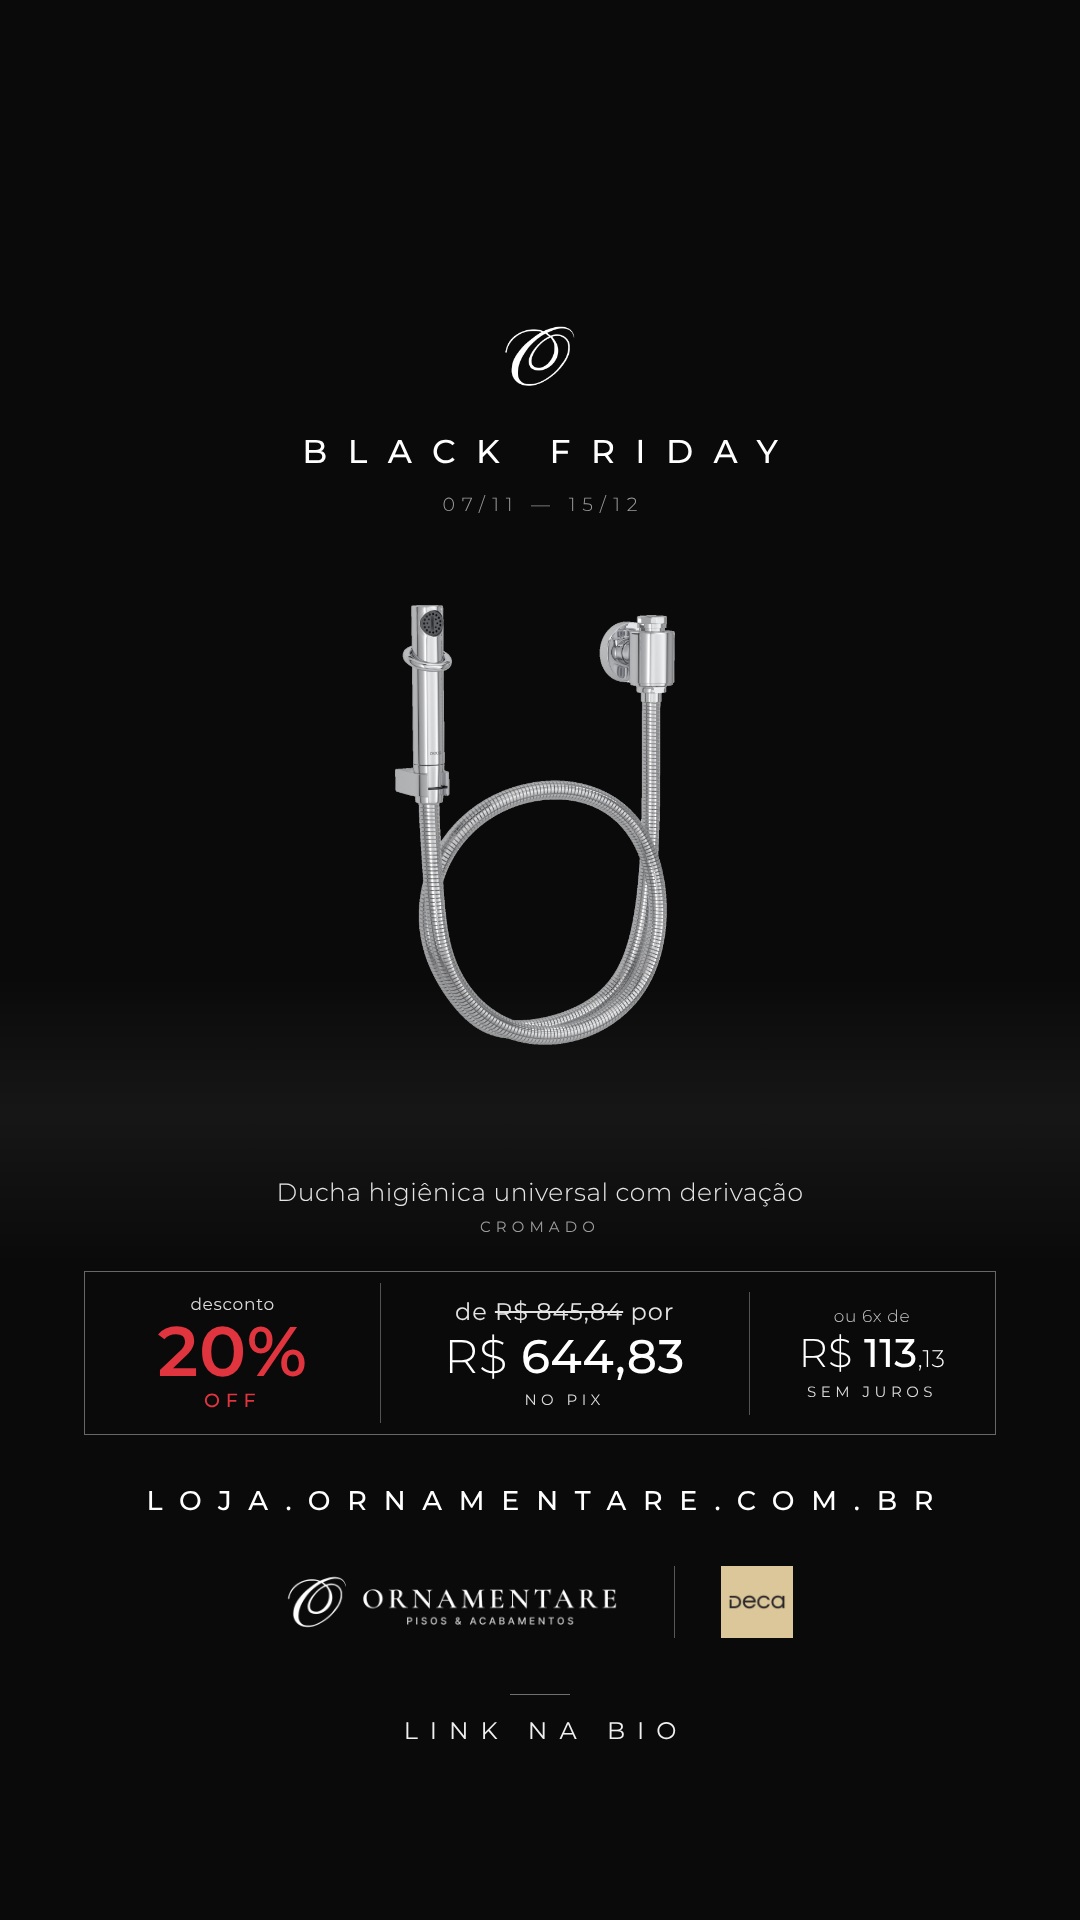 BLACK FRIDAY
07/11 — 15/12
Ducha higiênica universal com derivação
CROMADO
desconto
20%
OFF
de R$ 845,84 por
R$ 644,83
NO PIX
ou 6x de
R$ 113,13
SEM JUROS
LOJA.ORNAMENTARE.COM.BR
ORNAMENTARE
PISOS & ACABAMENTOS
Deca
LINK NA BIO